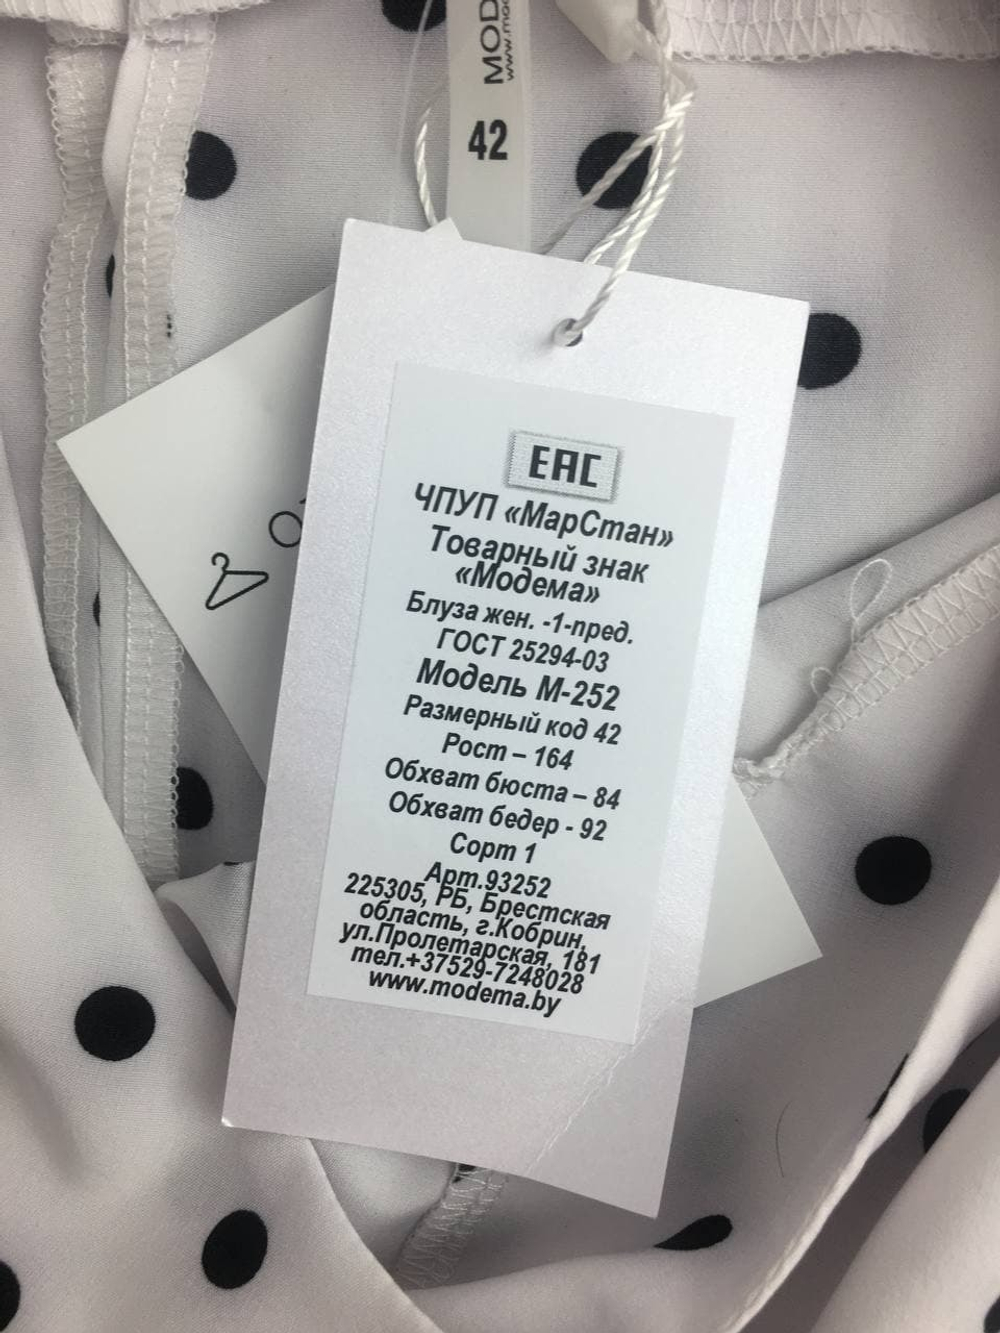 42
EAC
ЧПУП «МарСтан»
Товарный знак
«Модема»
Блуза жен. -1-пред.
ГОСТ 25294-03
Модель М-252
Размерный код 42
Рост – 164
Обхват бюста – 84
Обхват бедер - 92
Сорт 1
Арт.93252
225305, РБ, Брестская
область, г.Кобрин,
ул.Пролетарская, 181
тел.+37529-7248028
www.modema.by